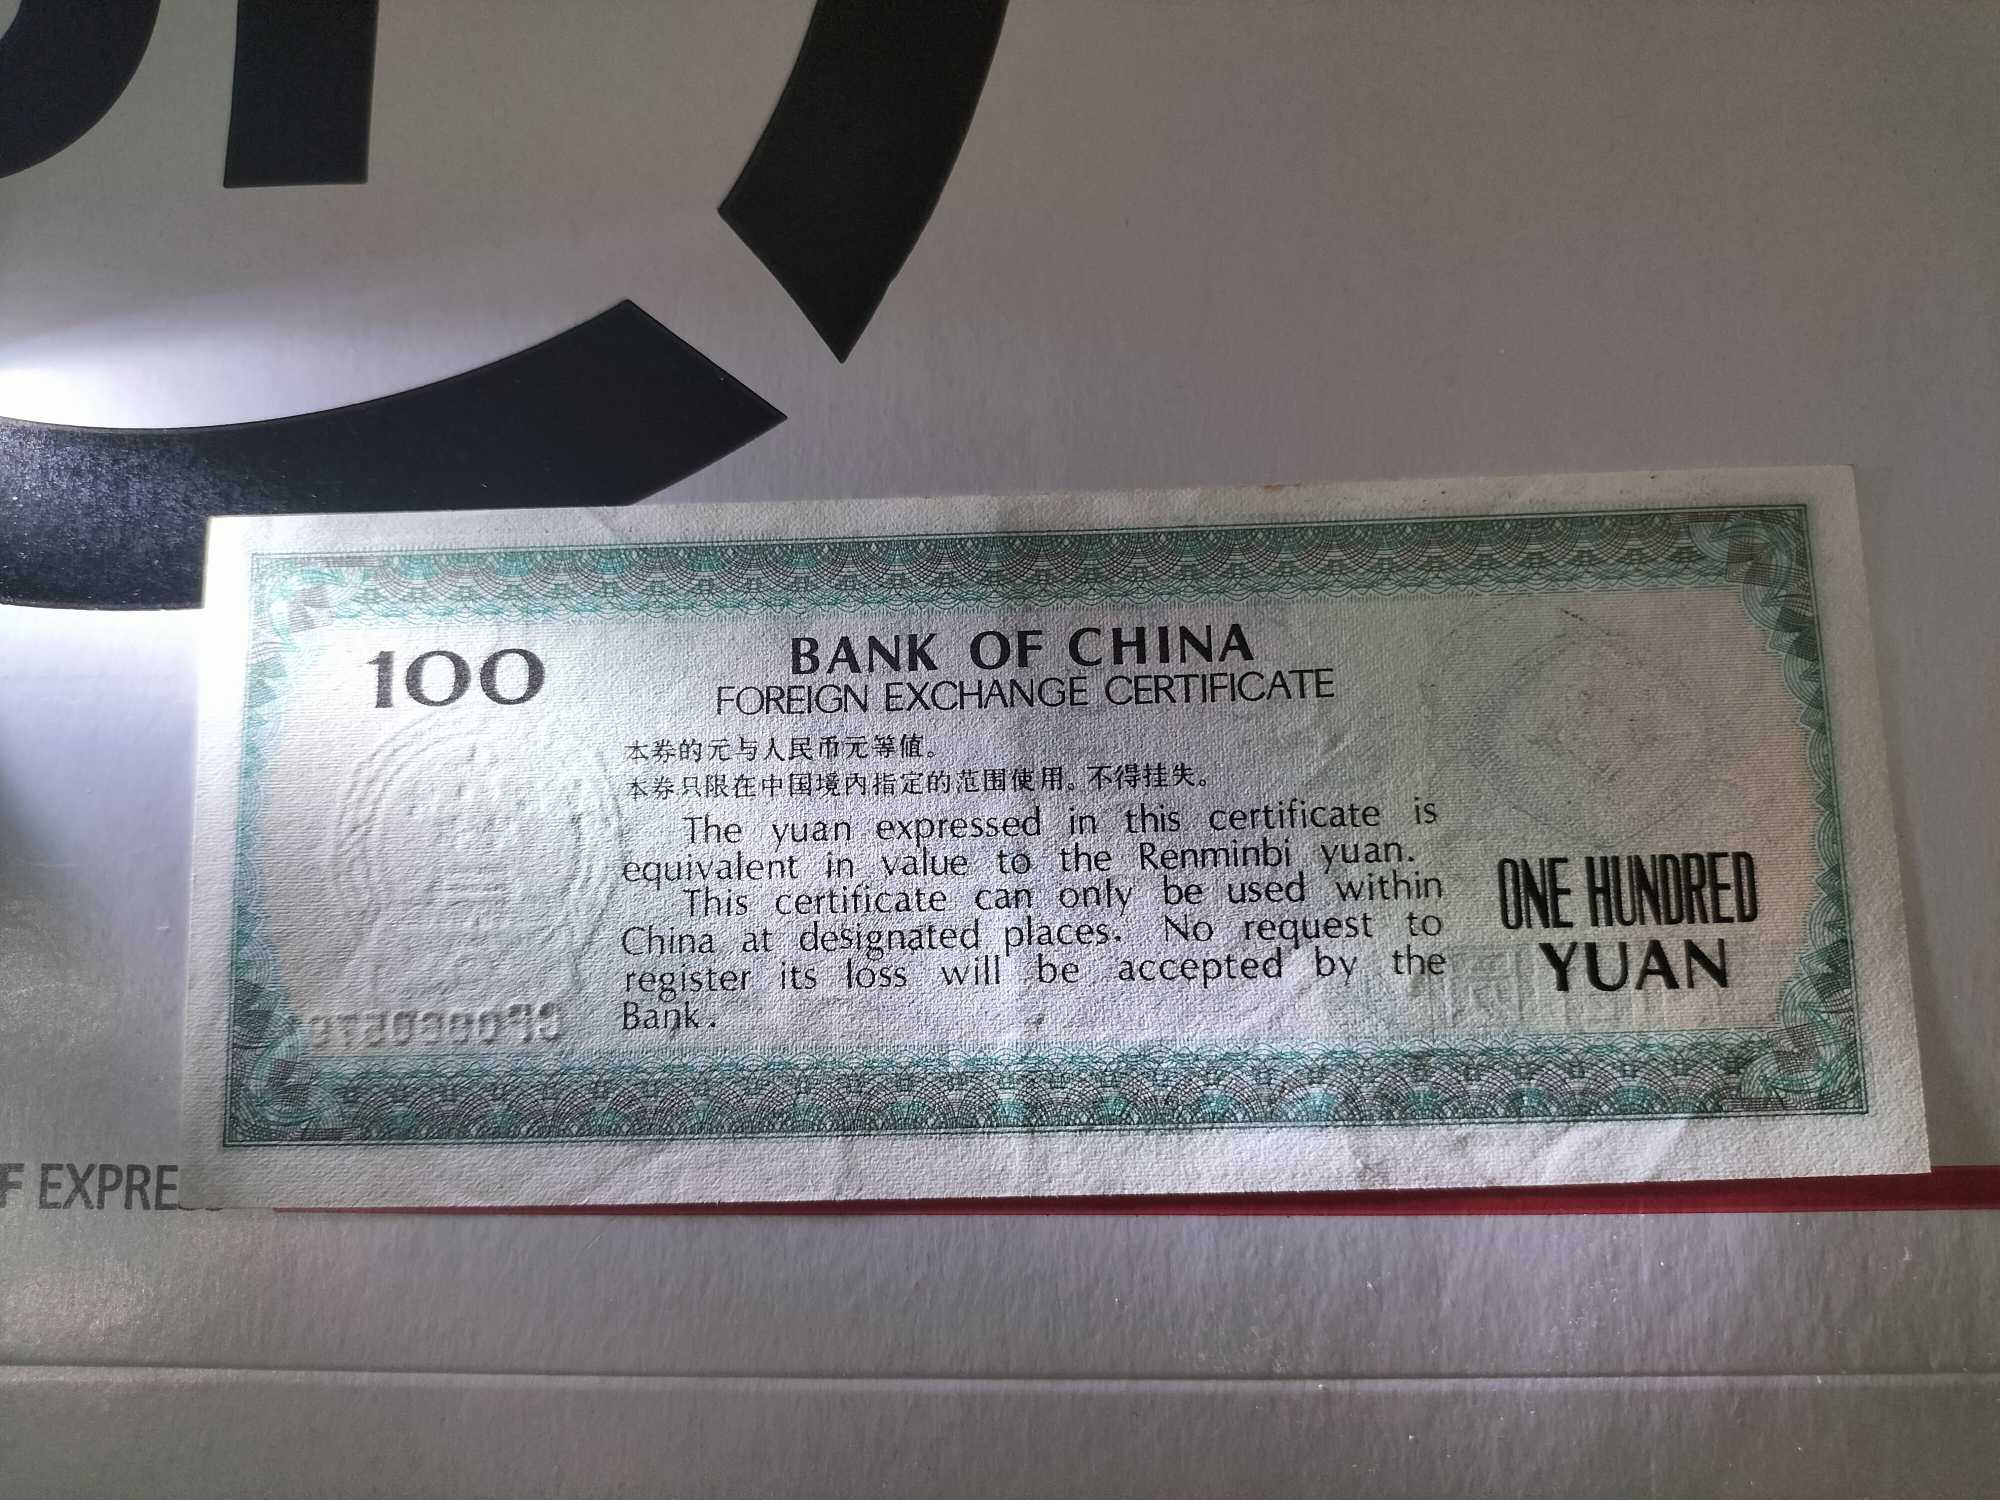 100
BANK OF CHINA
FOREIGN EXCHANGE CERTIFICATE
本券的元与人民币元等值。
本券只限在中国境内指定的范围使用。不得挂失。
The yuan expressed in this certificate is
equivalent in value to the Renminbi yuan.
This certificate can only be used within
China at designated places. No request to
register its loss will be accepted by the
Bank.
ONE HUNDRED
YUAN
F EXPRE